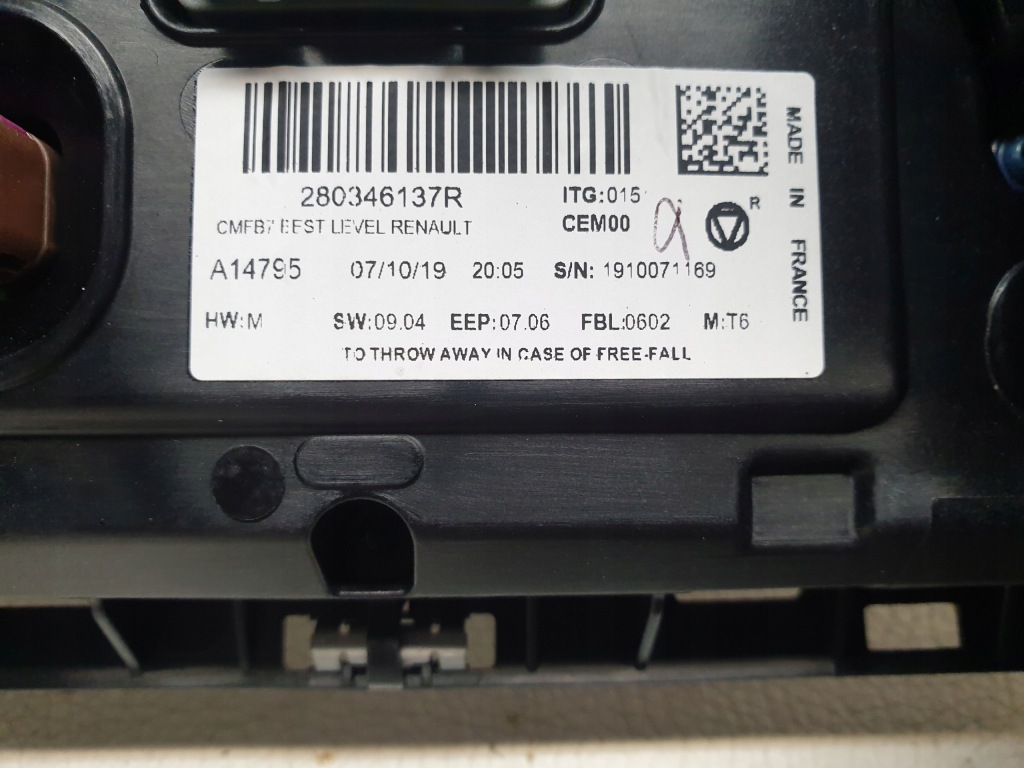 280346137R
ITG:015
CMFB7 BEST LEVEL RENAULT
CEM00
R
A14795 07/10/19 20:05 S/N: 1910071169
HW:M SW:09.04 EEP:07.06 FBL:0602 M:T6
TO THROW AWAY IN CASE OF FREE-FALL
MADE IN FRANCE